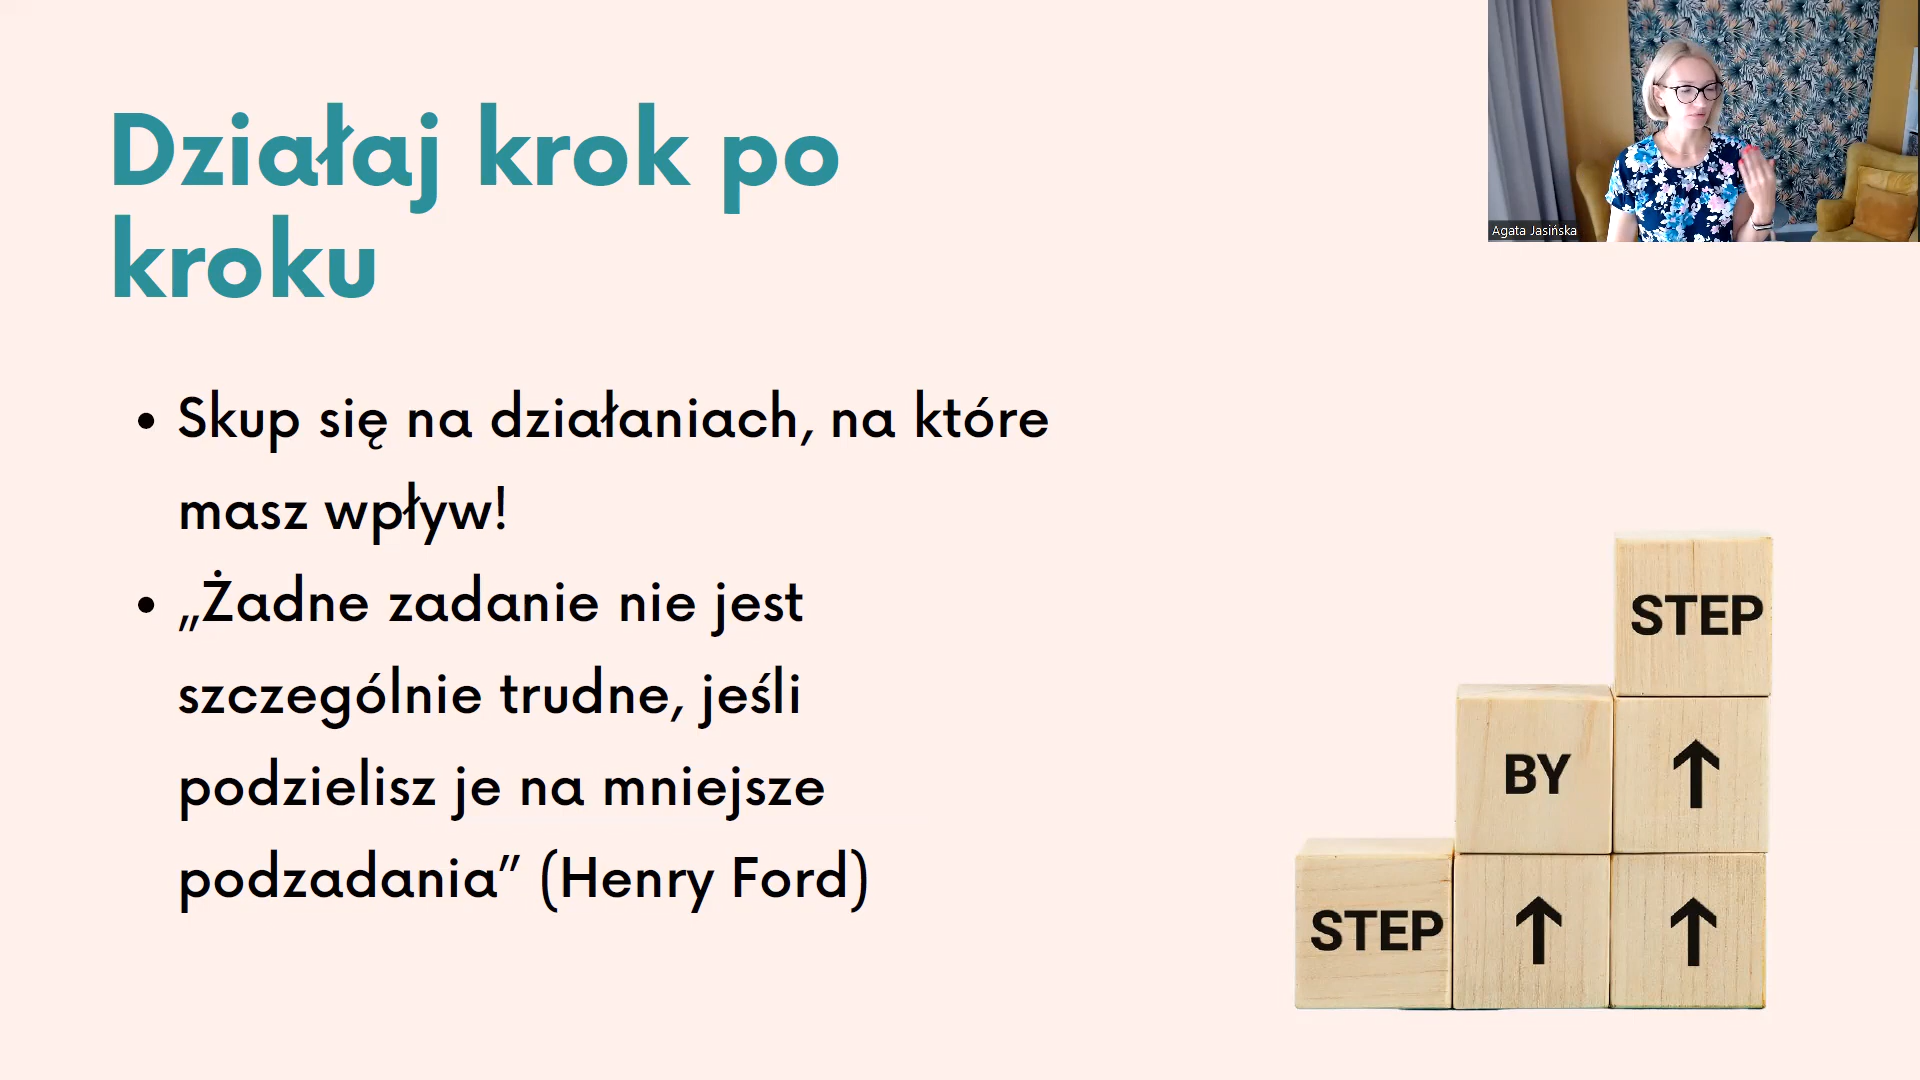 Działaj krok po
kroku
• Skup się na działaniach, na które
masz wpływ!
• „Żadne zadanie nie jest
szczególnie trudne, jeśli
podzielisz je na mniejsze
podzadania” (Henry Ford)
Agata Jasińska
STEP
BY ↑
STEP ↑ ↑